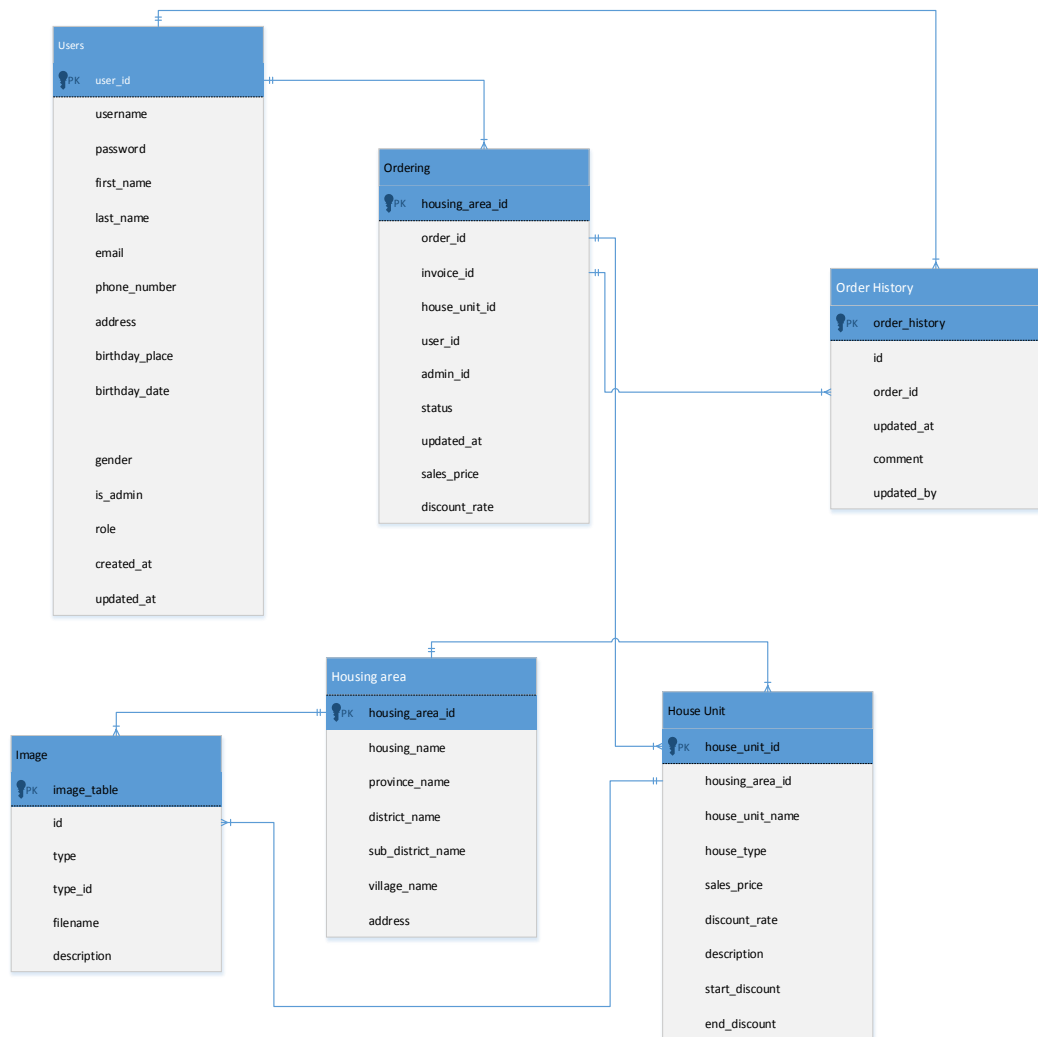 Users
PK user_id
username
password
first_name
last_name
email
phone_number
address
birthday_place
birthday_date
gender
is_admin
role
created_at
updated_at
Ordering
PK housing_area_id
order_id
invoice_id
house_unit_id
user_id
admin_id
status
updated_at
sales_price
discount_rate
Order History
PK order_history
id
order_id
updated_at
comment
updated_by
Housing area
PK housing_area_id
housing_name
province_name
district_name
sub_district_name
village_name
address
House Unit
PK house_unit_id
housing_area_id
house_unit_name
house_type
sales_price
discount_rate
description
start_discount
end_discount
Image
PK image_table
id
type
type_id
filename
description